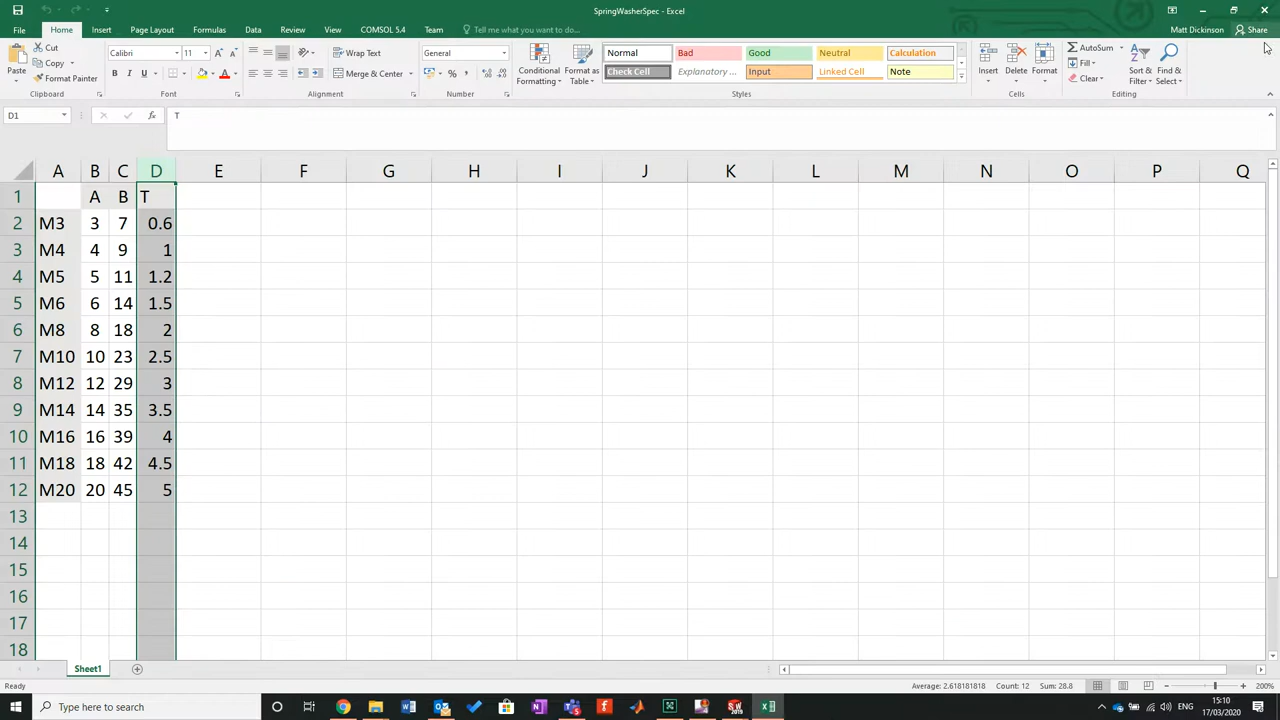 SpringWasherSpec - Excel
File Home Insert Page Layout Formulas Data Review View COMSOL 5.4 Team Tell me what you want to do Matt Dickinson Share
Paste Cut Copy Format Painter
Calibri 11
B I U A
Wrap Text
Merge & Center
General
% ,
Conditional Formatting Format as Table
Normal Bad Good Neutral Calculation
Check Cell Explanatory ... Input Linked Cell Note
Insert Delete Format
AutoSum Fill Clear
Sort & Filter Find & Select
Clipboard Font Alignment Number Styles Cells Editing
D1 fx T
A B C D E F G H I J K L M N O P Q
1 A B T
2 M3 3 7 0.6
3 M4 4 9 1
4 M5 5 11 1.2
5 M6 6 14 1.5
6 M8 8 18 2
7 M10 10 23 2.5
8 M12 12 29 3
9 M14 14 35 3.5
10 M16 16 39 4
11 M18 18 42 4.5
12 M20 20 45 5
13
14
15
16
17
18
Sheet1
Ready Average: 2.618181818 Count: 12 Sum: 28.8 200%
Type here to search ENG 15:10
17/03/2020